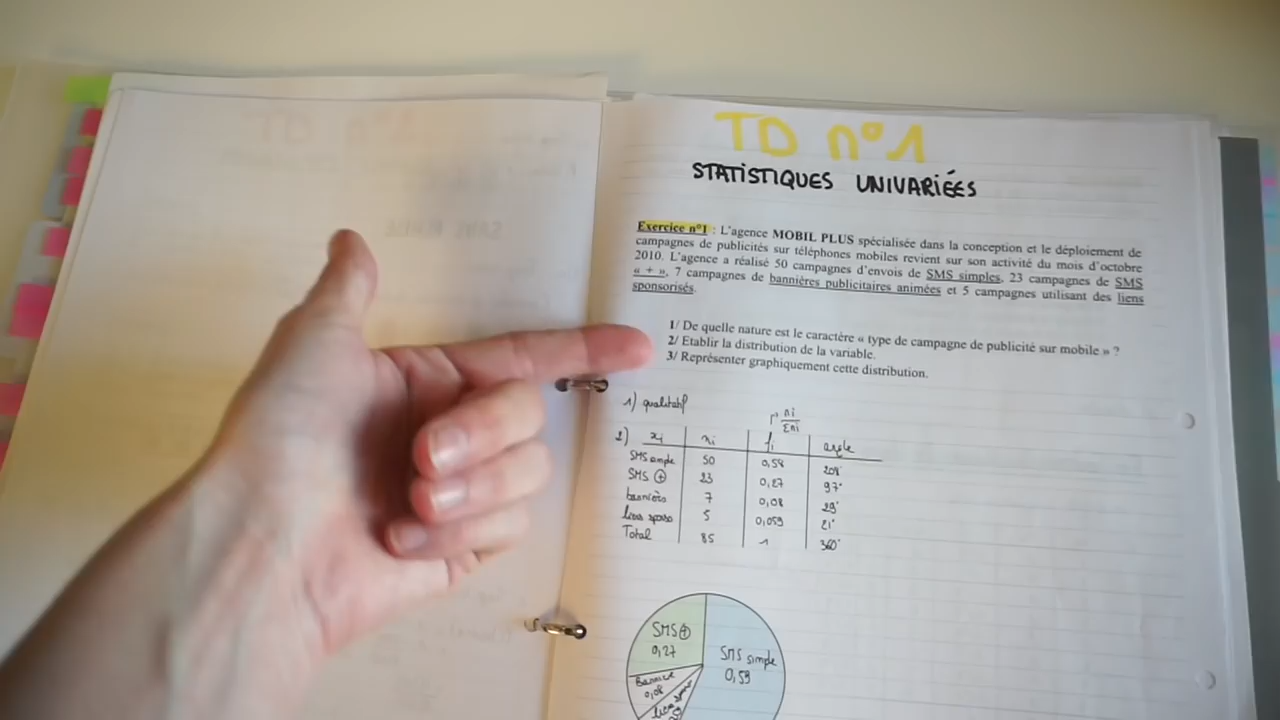 TD n°1
STATISTIQUES UNIVARIÉES
Exercice n°1 : L'agence MOBIL PLUS spécialisée dans la conception et le déploiement de
campagnes de publicités sur téléphones mobiles revient sur son activité du mois d'octobre
2010. L'agence a réalisé 50 campagnes d'envois de SMS simples, 23 campagnes de SMS
« + », 7 campagnes de bannières publicitaires animées et 5 campagnes utilisant des liens
sponsorisés.
1/ De quelle nature est le caractère « type de campagne de publicité sur mobile » ?
2/ Etablir la distribution de la variable.
3/ Représenter graphiquement cette distribution.
1) qualitatif
ni
Σni
2) xi ni fi angle
SMS simple 50 0,58 208°
SMS + 23 0,27 97°
bannières 7 0,08 29°
liens sponso 5 0,059 21°
Total 85 1 360°
SMS +
0,27
SMS simple
0,59
Bannière
0,08
liens sponso